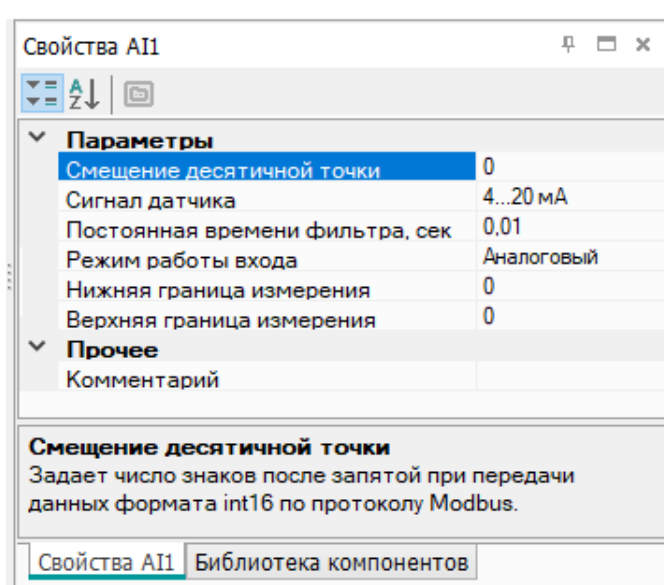 Свойства AI1
Параметры
Смещение десятичной точки 0
Сигнал датчика 4...20 мА
Постоянная времени фильтра, сек 0,01
Режим работы входа Аналоговый
Нижняя граница измерения 0
Верхняя граница измерения 0
Прочее
Комментарий
Смещение десятичной точки
Задает число знаков после запятой при передачи
данных формата int16 по протоколу Modbus.
Свойства AI1 Библиотека компонентов